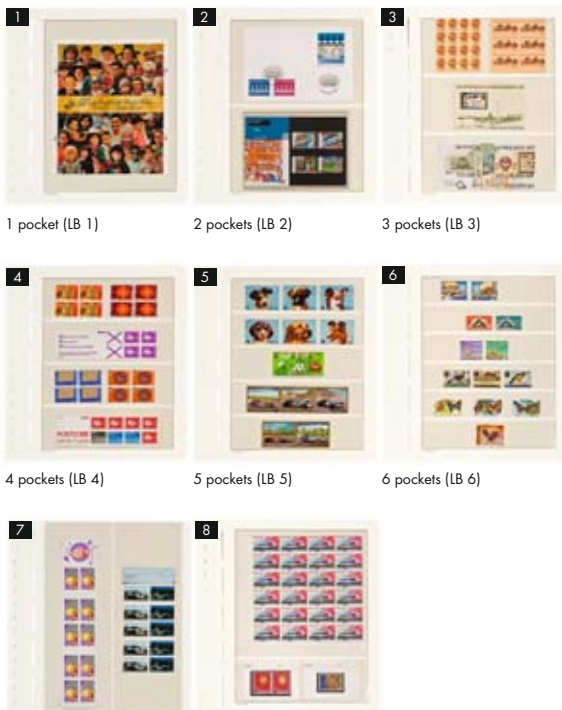 1
2
3
1 pocket (LB 1)
2 pockets (LB 2)
3 pockets (LB 3)
4
5
6
POSTCODE
4 pockets (LB 4)
5 pockets (LB 5)
6 pockets (LB 6)
7
8